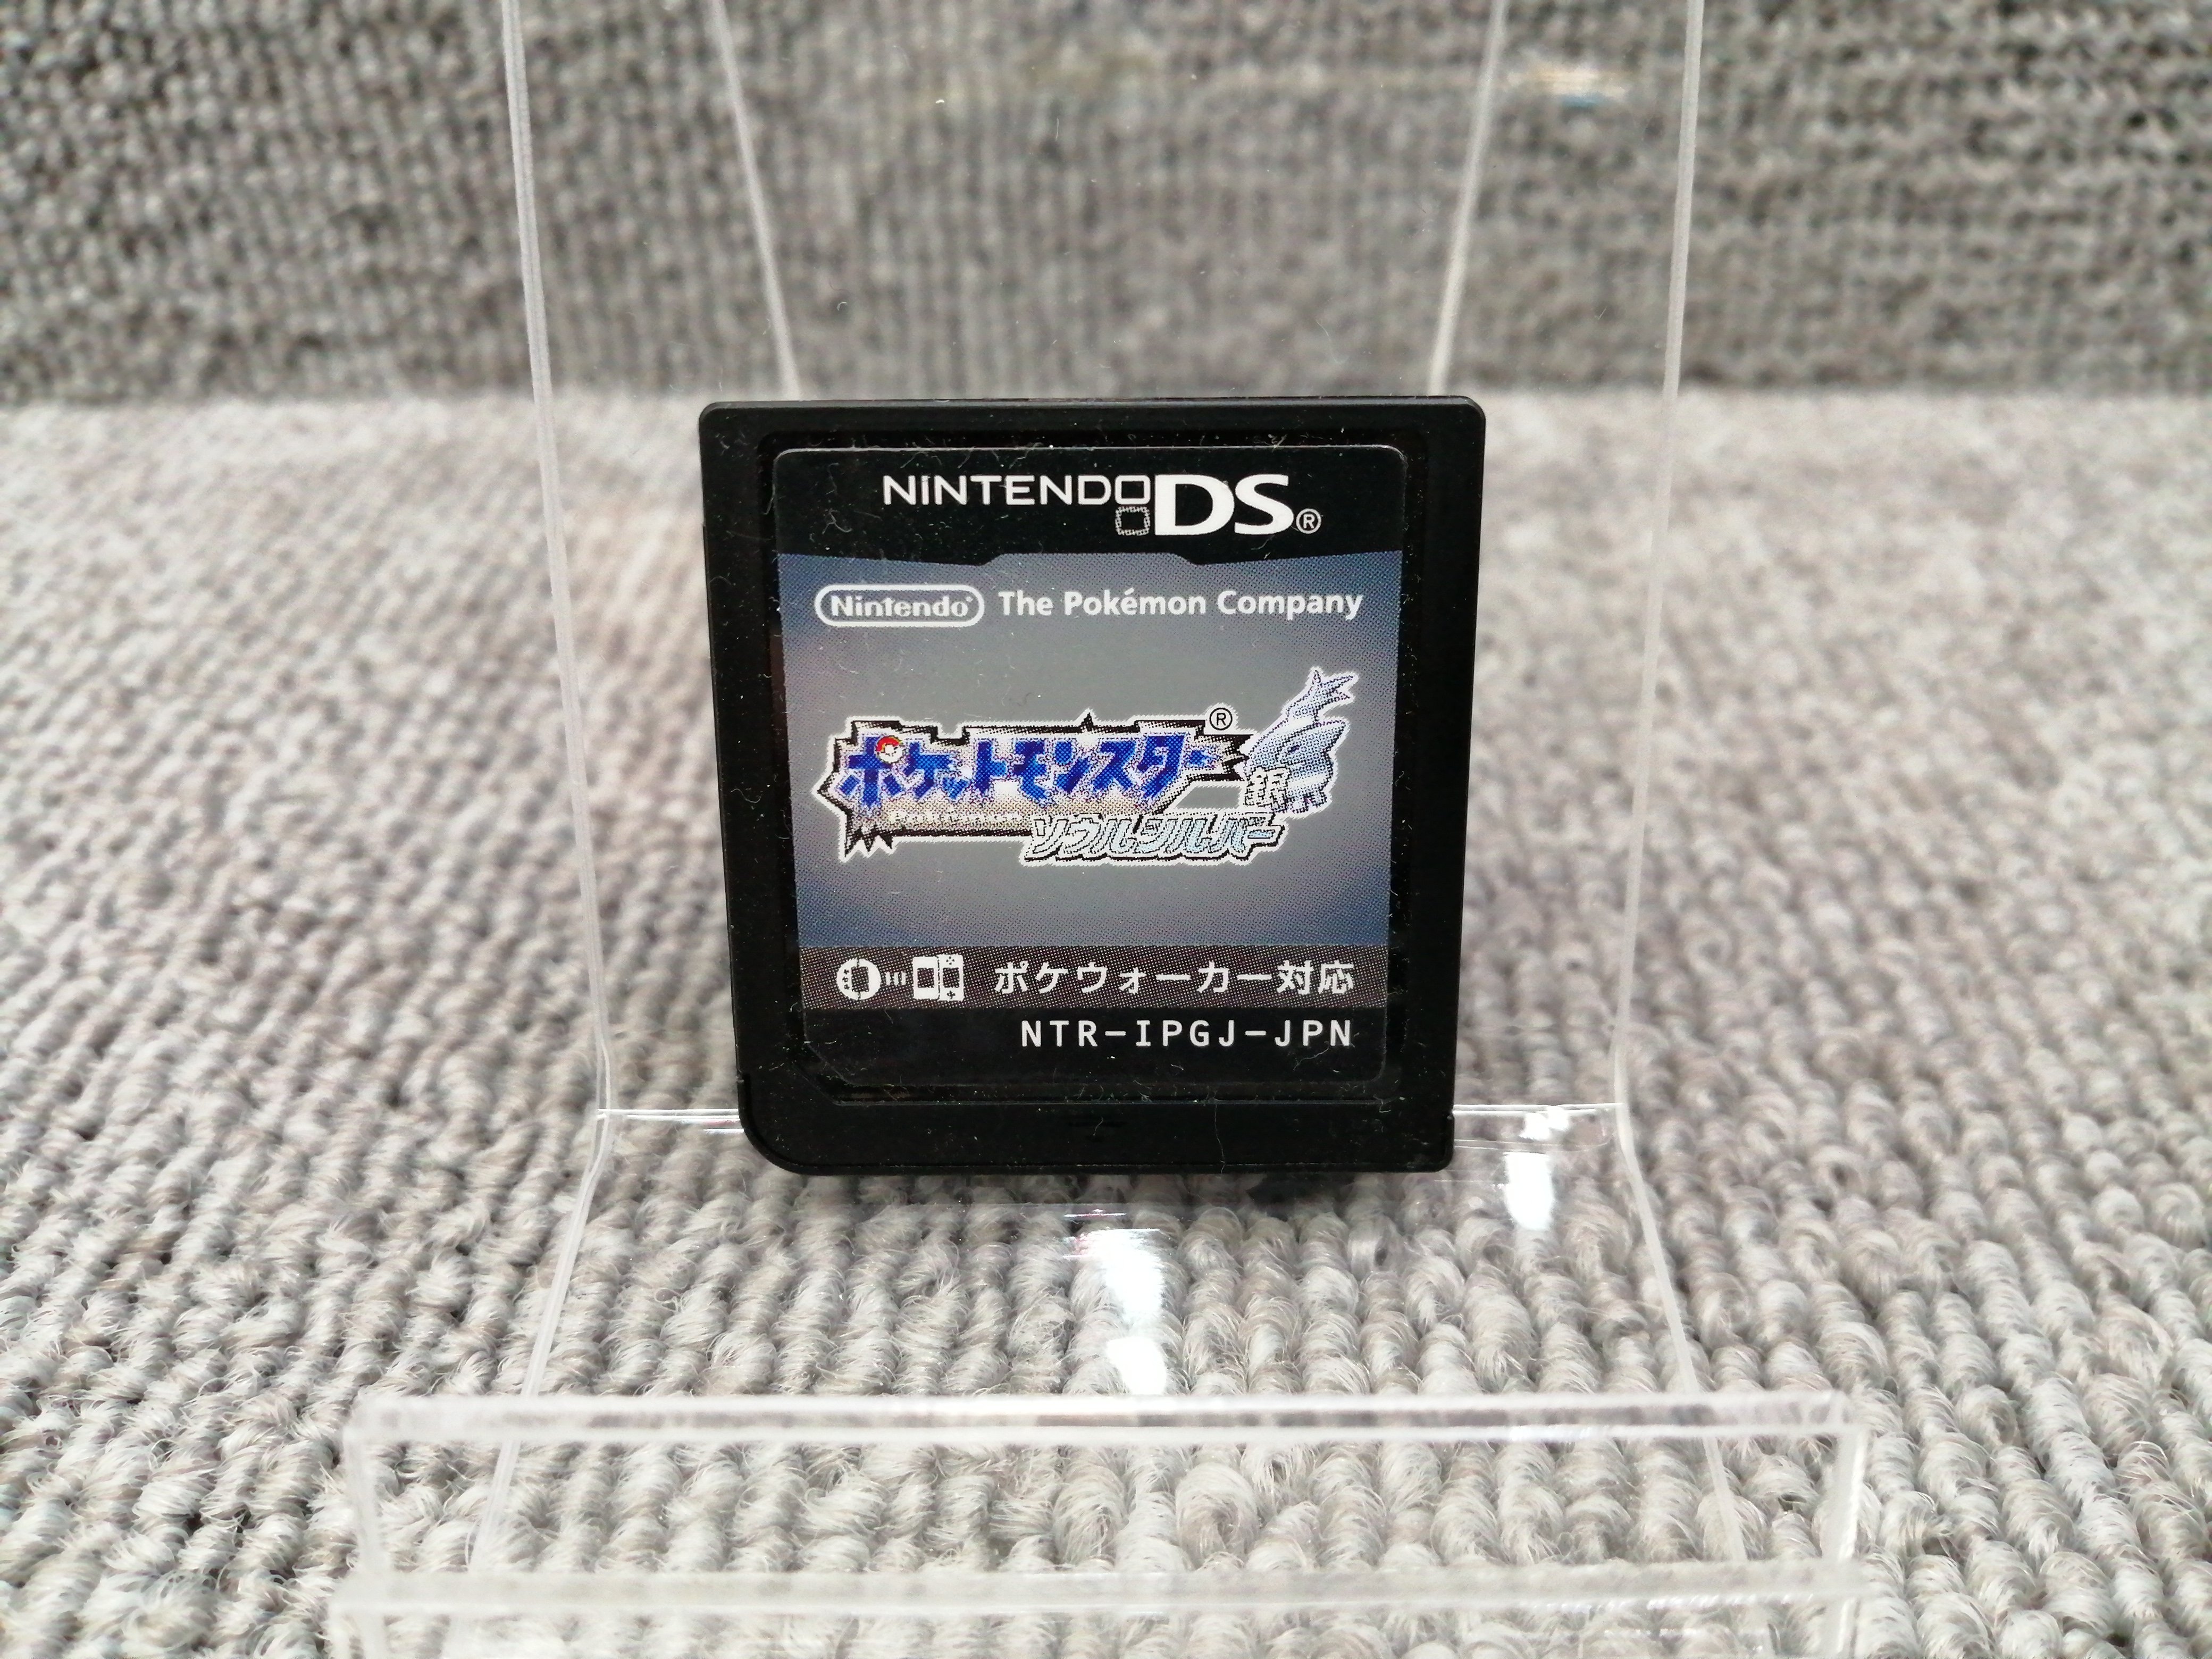 NINTENDO DS®
Nintendo® The Pokémon Company
ポケットモンスター®
銀
ソウルシルバー
ポケウォーカー対応
NTR-IPGJ-JPN